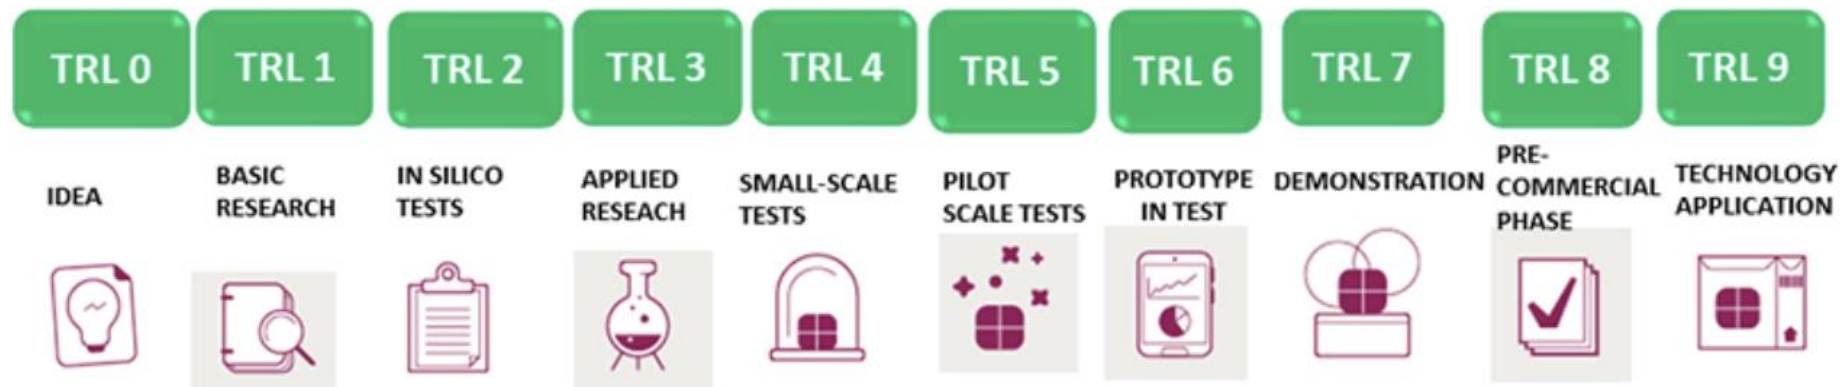 TRL 0
TRL 1
TRL 2
TRL 3
TRL 4
TRL 5
TRL 6
TRL 7
TRL 8
TRL 9
IDEA
BASIC
RESEARCH
IN SILICO
TESTS
APPLIED
RESEACH
SMALL-SCALE
TESTS
PILOT
SCALE TESTS
PROTOTYPE
IN TEST
DEMONSTRATION
PRE-
COMMERCIAL
PHASE
TECHNOLOGY
APPLICATION